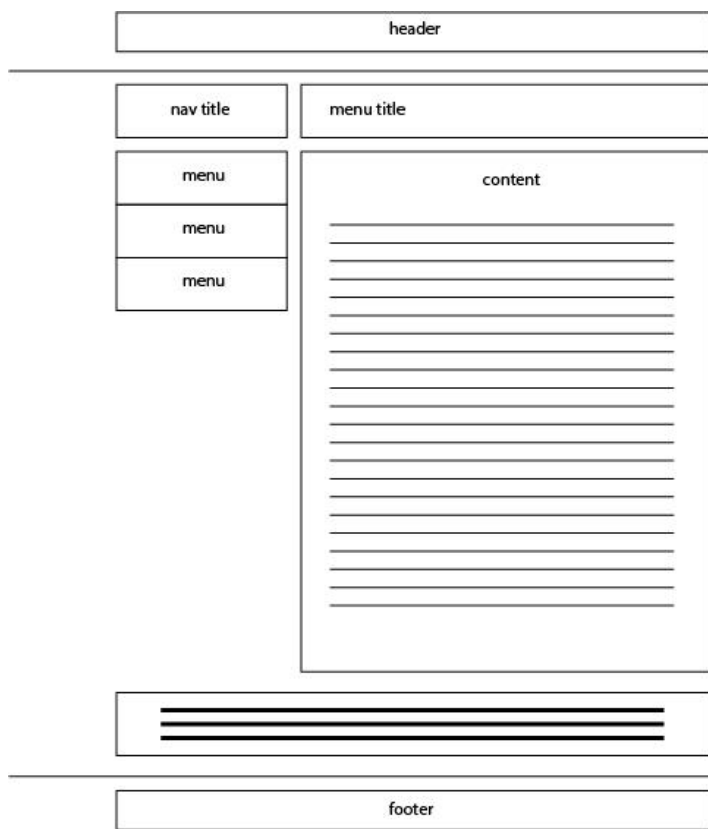 header
nav title
menu title
menu
menu
menu
content
footer